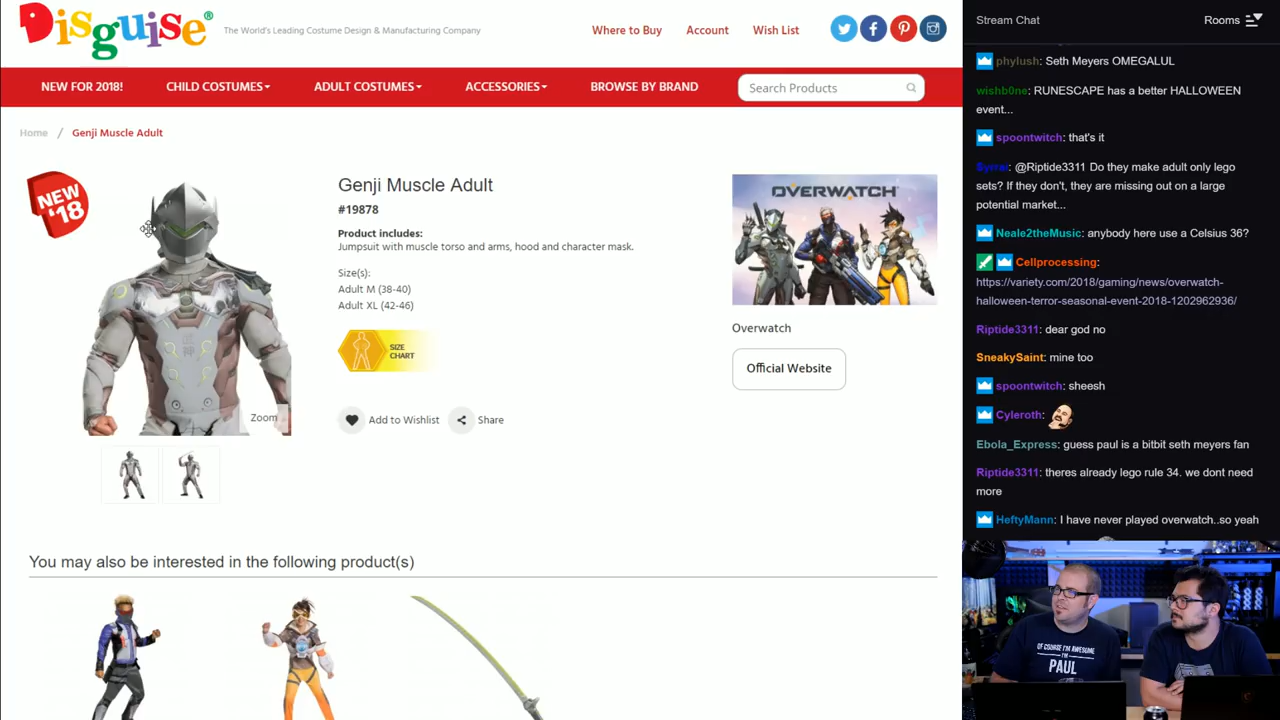 Disguise®
The World's Leading Costume Design & Manufacturing Company
Where to Buy
Account
Wish List
NEW FOR 2018!
CHILD COSTUMES
ADULT COSTUMES
ACCESSORIES
BROWSE BY BRAND
Search Products
Home / Genji Muscle Adult
NEW '18
Zoom
Genji Muscle Adult
#19878
Product includes:
Jumpsuit with muscle torso and arms, hood and character mask.
Size(s):
Adult M (38-40)
Adult XL (42-46)
SIZE
CHART
Add to Wishlist
Share
OVERWATCH
Overwatch
Official Website
You may also be interested in the following product(s)
Stream Chat
Rooms
phylush: Seth Meyers OMEGALUL
wishb0ne: RUNESCAPE has a better HALLOWEEN
event...
spoontwitch: that's it
@Riptide3311 Do they make adult only lego
sets? If they don't, they are missing out on a large
potential market...
Neale2theMusic: anybody here use a Celsius 36?
Cellprocessing:
https://variety.com/2018/gaming/news/overwatch-
halloween-terror-seasonal-event-2018-1202962936/
Riptide3311: dear god no
SneakySaint: mine too
spoontwitch: sheesh
Cyleroth:
Ebola_Express: guess paul is a bitbit seth meyers fan
Riptide3311: theres already lego rule 34. we dont need
more
HeftyMann: I have never played overwatch..so yeah
OF COURSE I'M AWESOME
I'M
PAUL